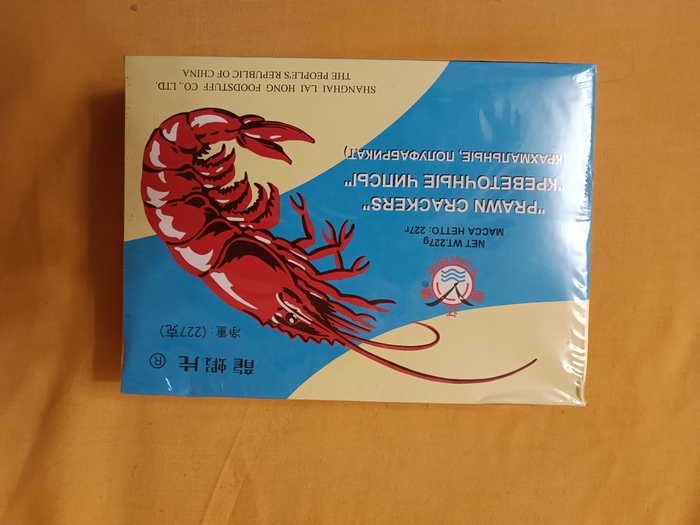 龍蝦片 ®
净重:(227克)
®
NET WT.227g
МАССА НЕТТО: 227г
"PRAWN CRACKERS"
"КРЕВЕТОЧНЫЕ ЧИПСЫ"
(КРАХМАЛЬНЫЕ, ПОЛУФАБРИКАТ)
SHANGHAI LAI HONG FOODSTUFF CO., LTD.
THE PEOPLE'S REPUBLIC OF CHINA